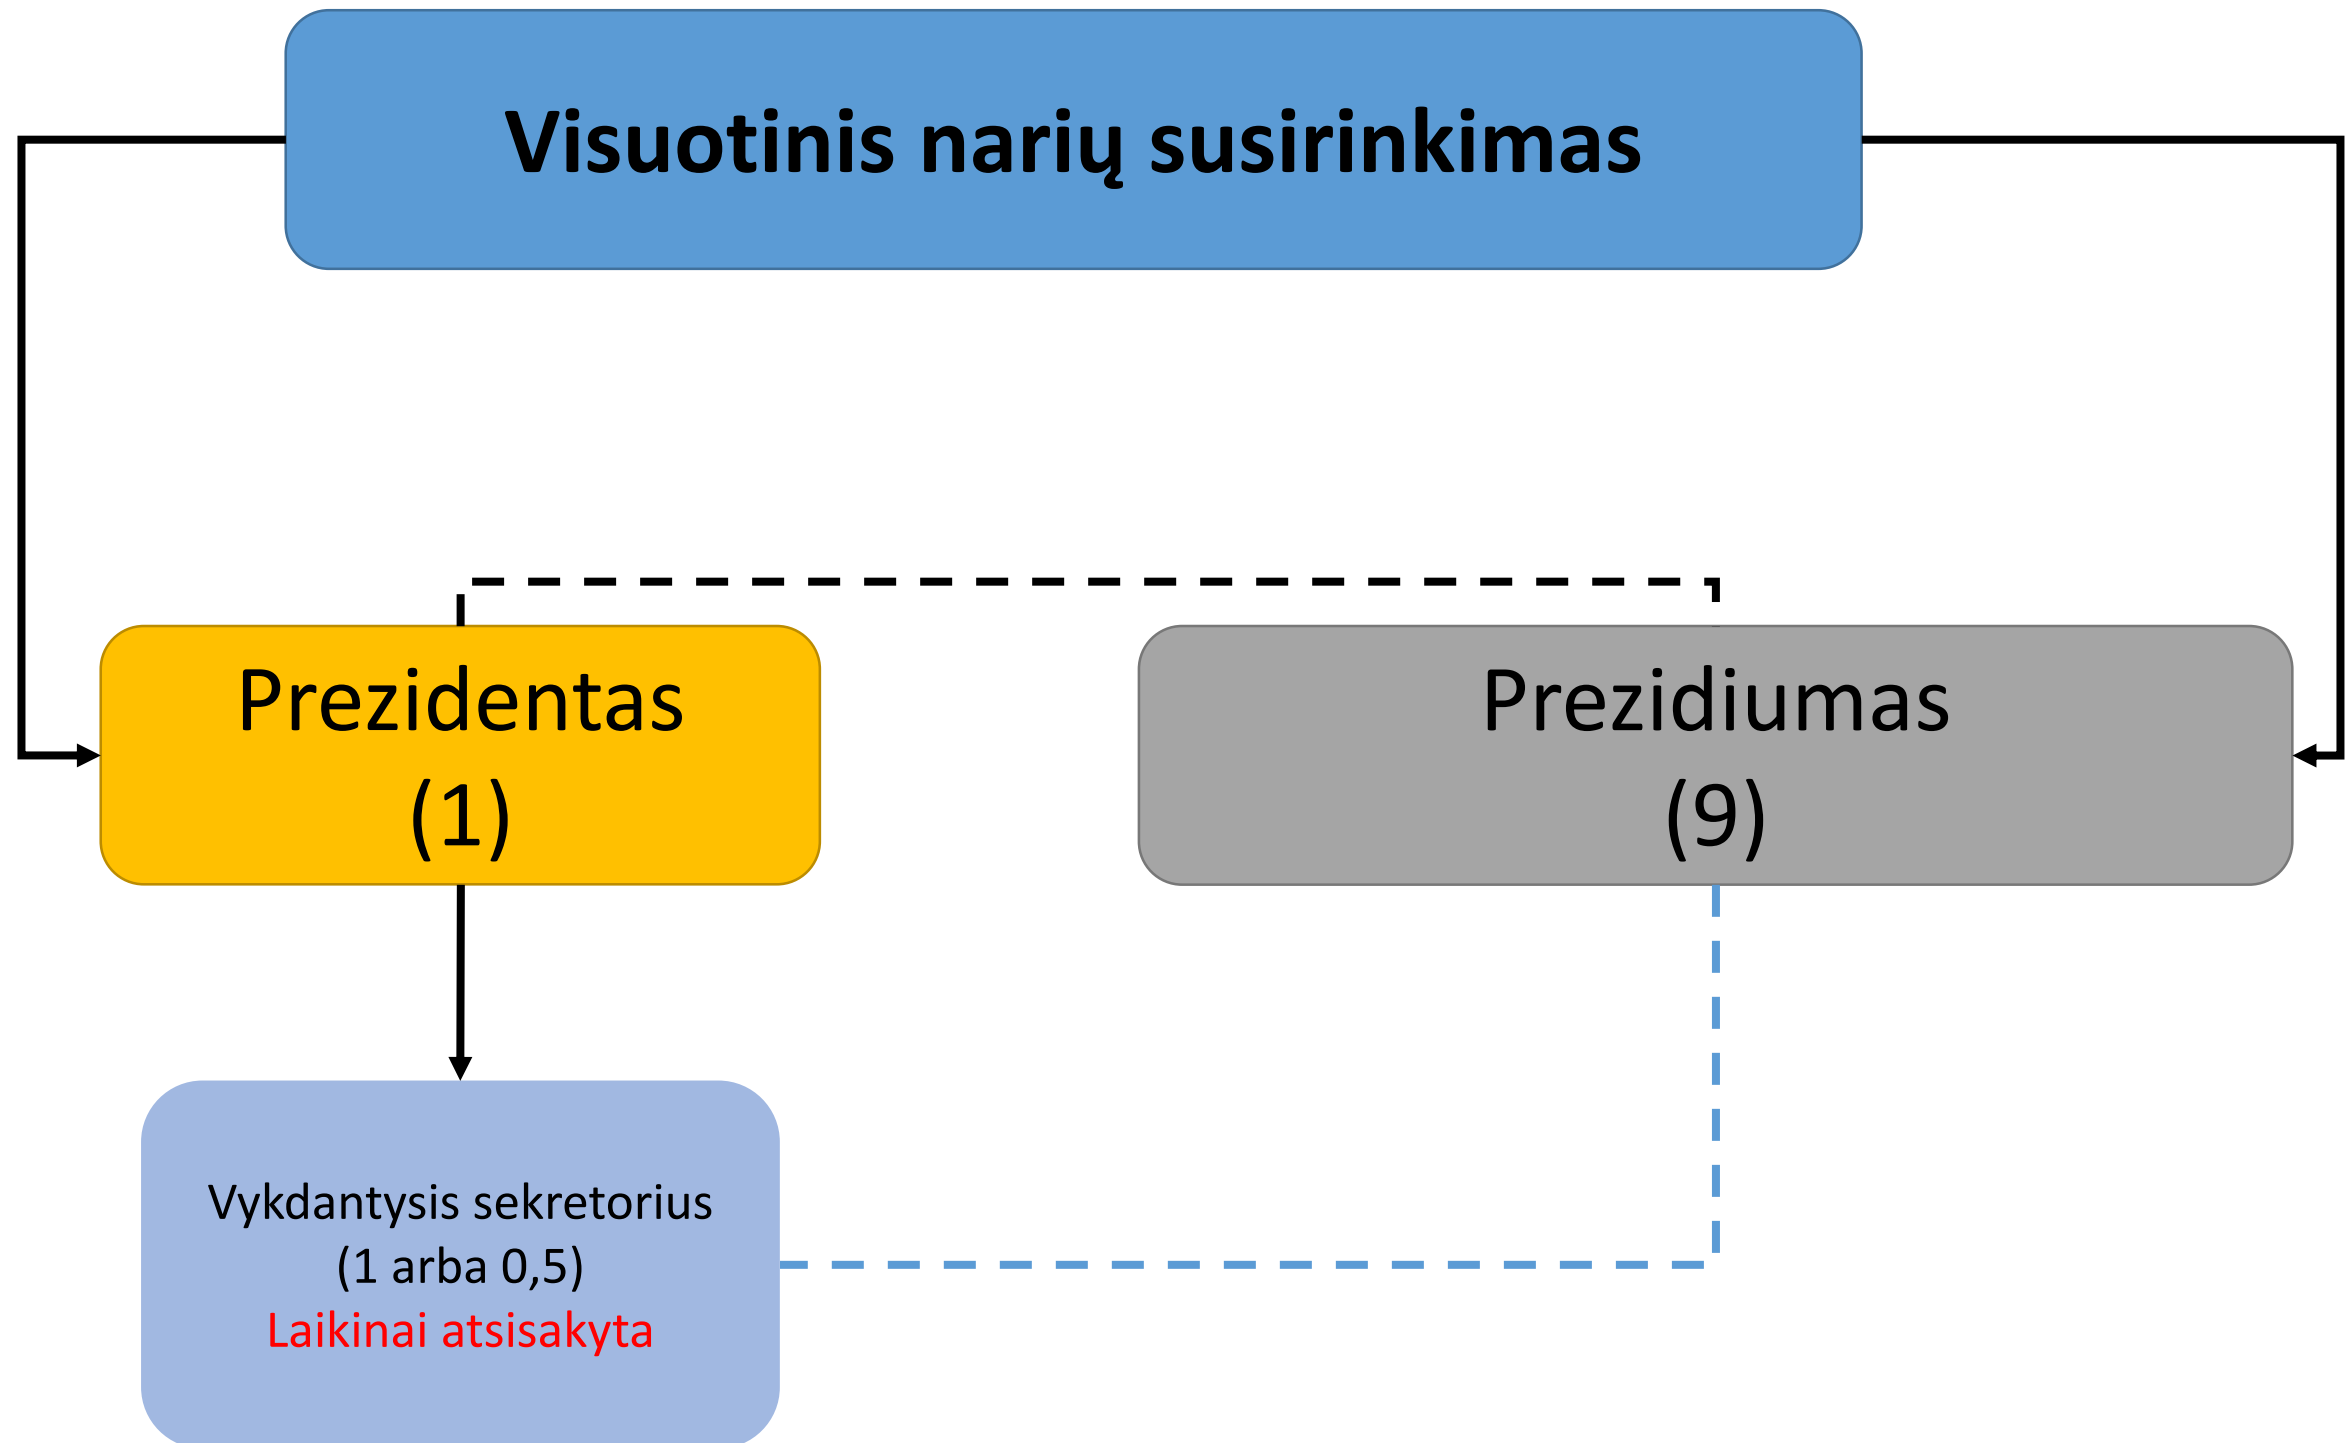 Visuotinis narių susirinkimas
Prezidentas
(1)
Prezidiumas
(9)
Vykdantysis sekretorius
(1 arba 0,5)
Laikinai atsisakyta